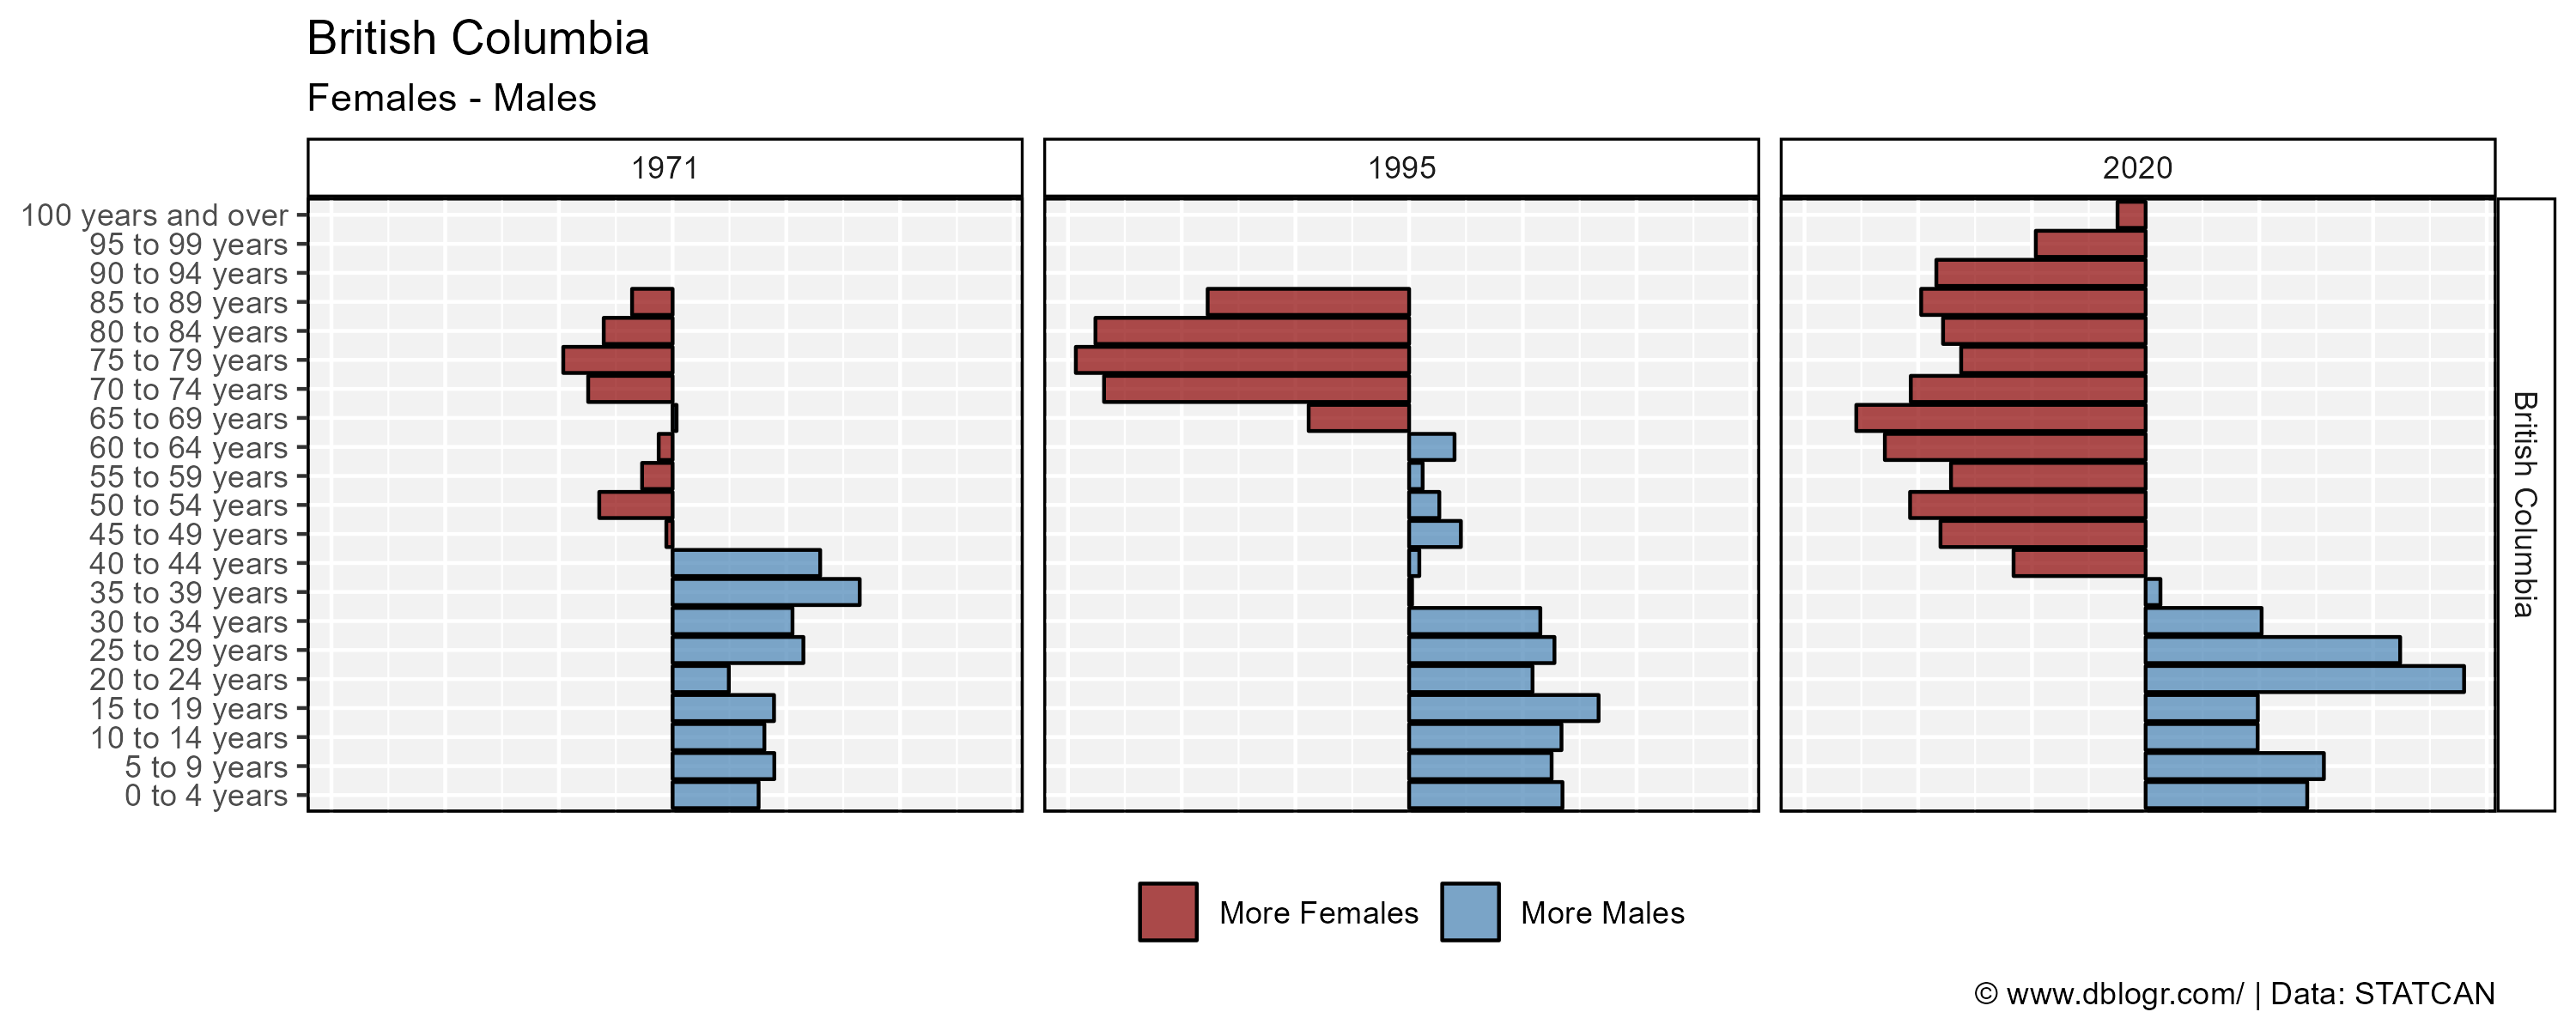 British Columbia
Females - Males
1971
1995
2020
100 years and over
95 to 99 years
90 to 94 years
85 to 89 years
80 to 84 years
75 to 79 years
70 to 74 years
65 to 69 years
60 to 64 years
55 to 59 years
50 to 54 years
45 to 49 years
40 to 44 years
35 to 39 years
30 to 34 years
25 to 29 years
20 to 24 years
15 to 19 years
10 to 14 years
5 to 9 years
0 to 4 years
British Columbia
More Females
More Males
© www.dblogr.com/ | Data: STATCAN